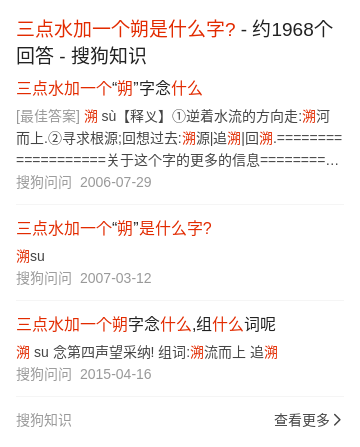 三点水加一个朔是什么字? - 约1968个
回答 - 搜狗知识
三点水加一个“朔”字念什么
[最佳答案] 溯 sù【释义】①逆着水流的方向走:溯河
而上.②寻求根源;回想过去:溯源|追溯|回溯.========
===================关于这个字的更多的信息========...
搜狗问问 2006-07-29
三点水加一个“朔”是什么字?
溯su
搜狗问问 2007-03-12
三点水加一个朔字念什么,组什么词呢
溯 su 念第四声望采纳! 组词:溯流而上 追溯
搜狗问问 2015-04-16
搜狗知识
查看更多 >